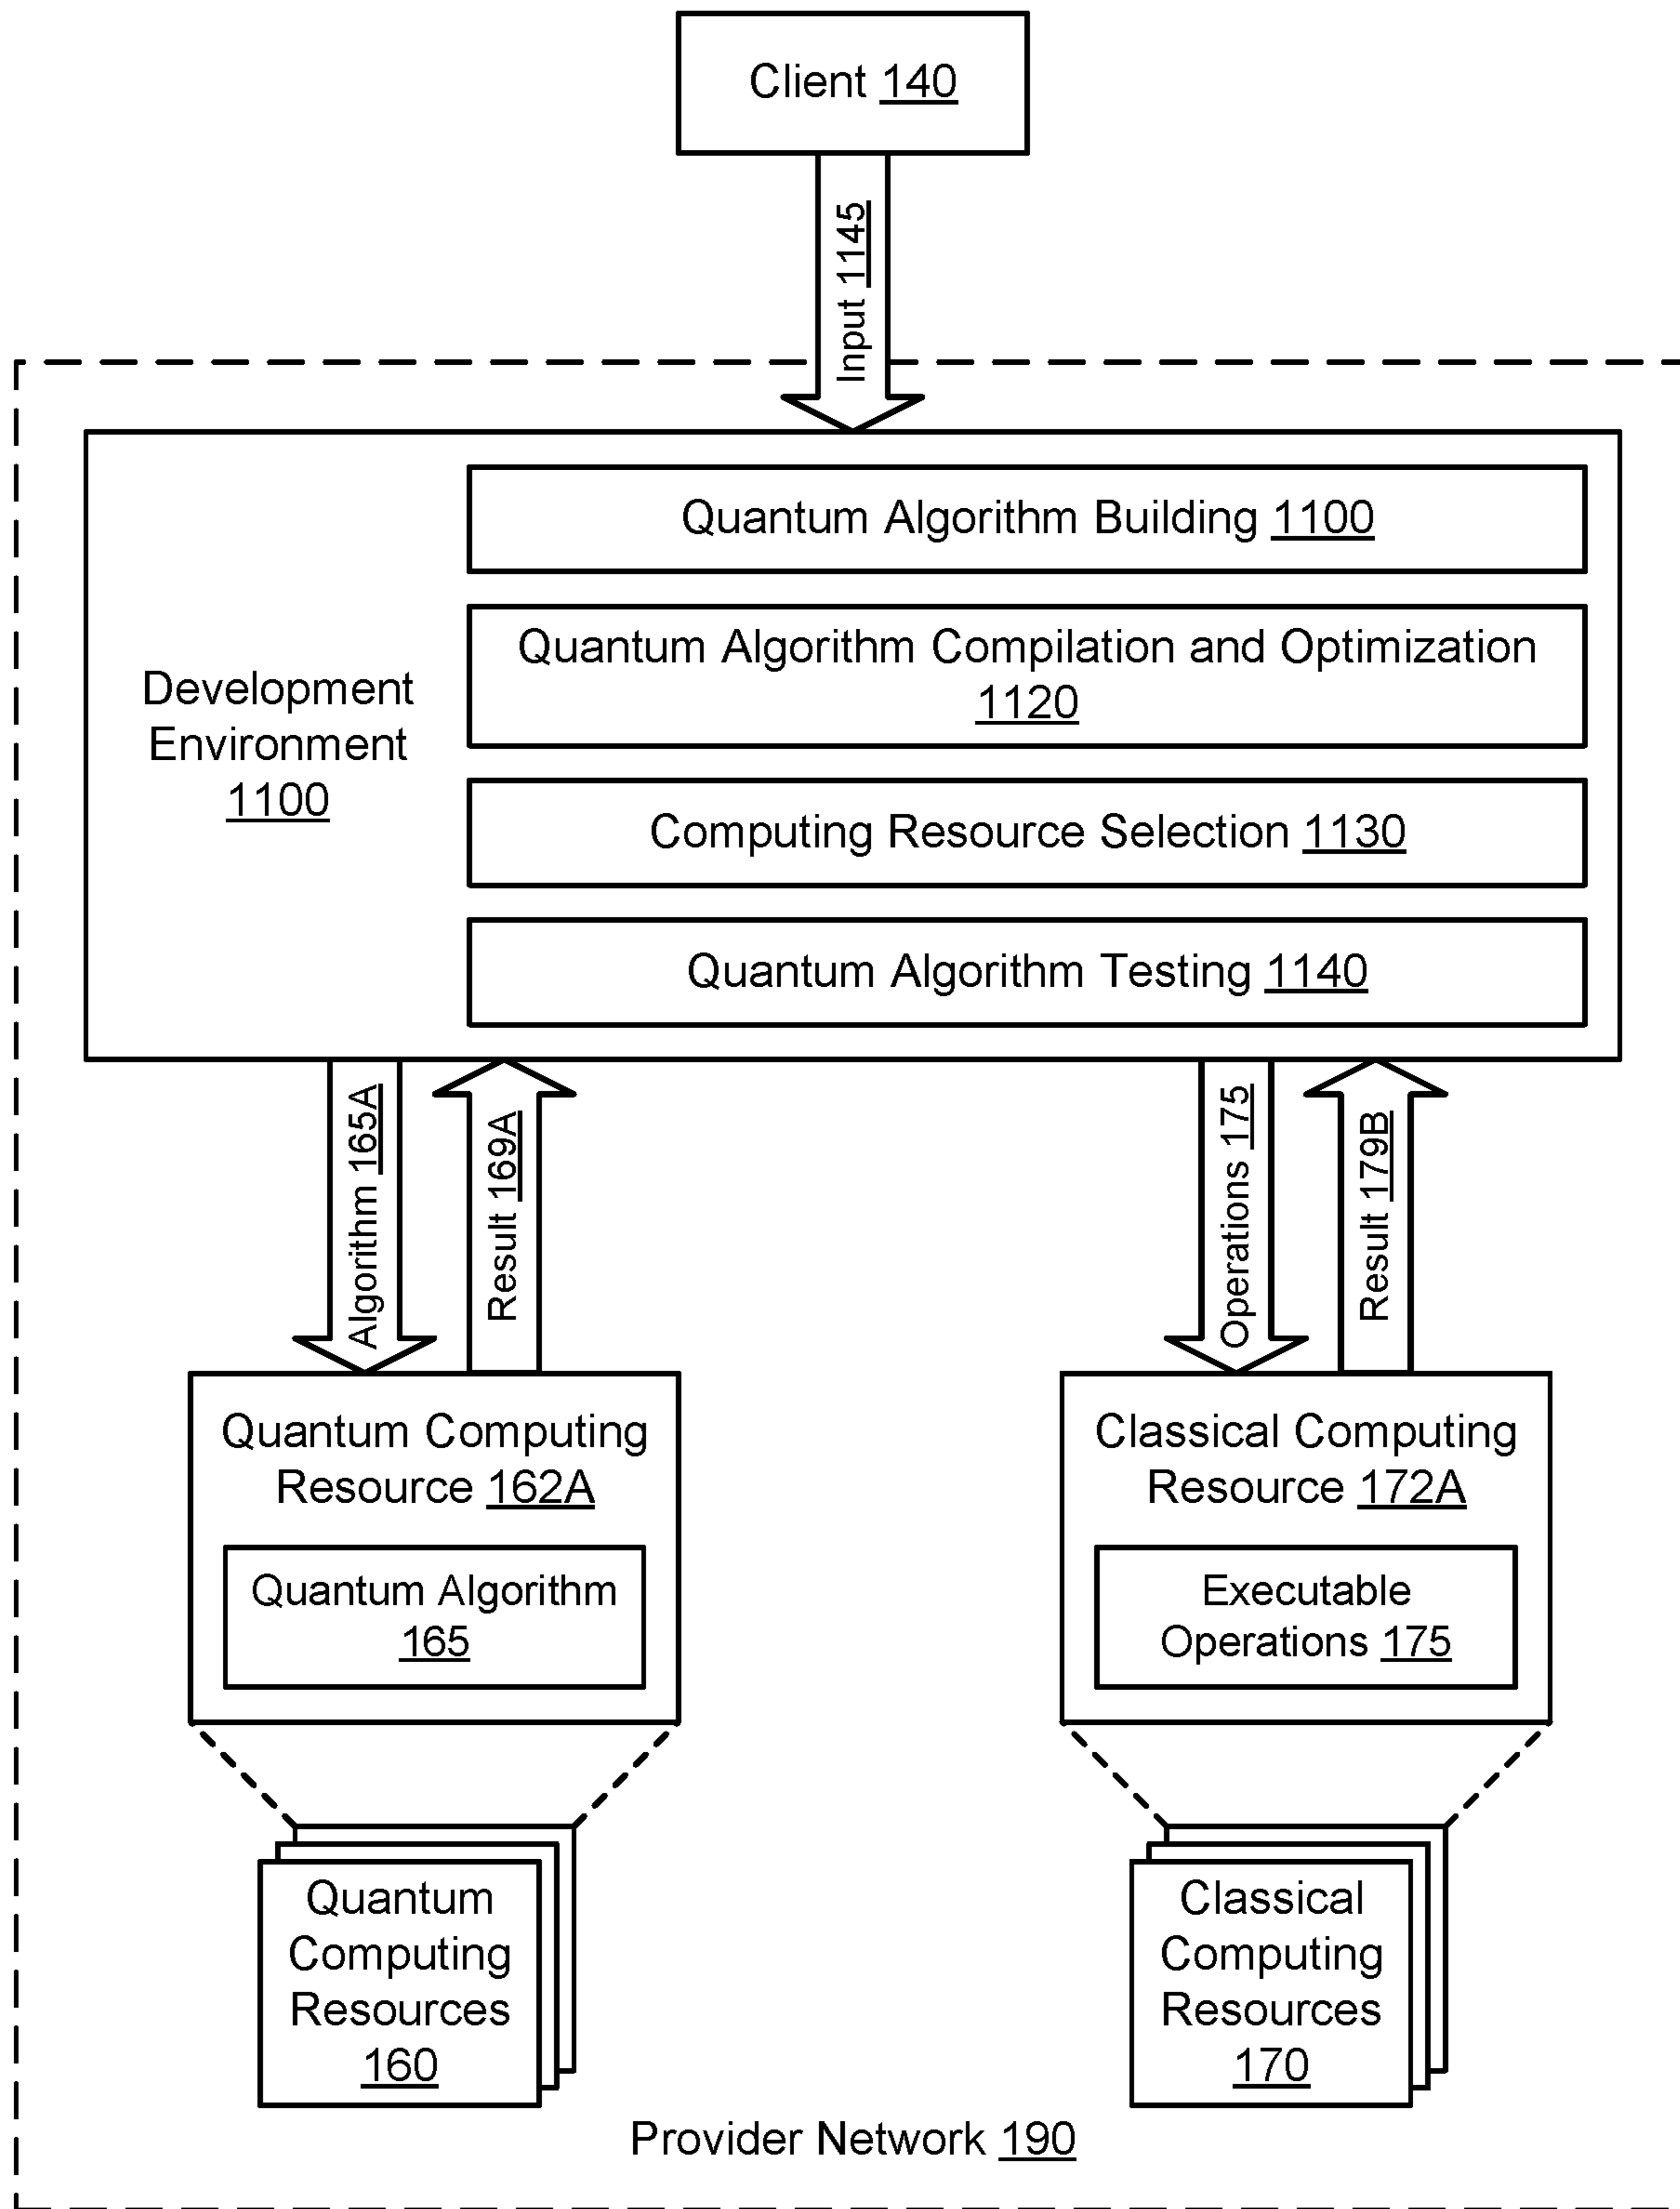 Client 140
Input 1145
Quantum Algorithm Building 1100
Quantum Algorithm Compilation and Optimization
1120
Development
Environment
1100
Computing Resource Selection 1130
Quantum Algorithm Testing 1140
Algorithm 165A
Result 169A
Operations 175
Result 179B
Quantum Computing
Resource 162A
Quantum Algorithm
165
Classical Computing
Resource 172A
Executable
Operations 175
Quantum
Computing
Resources
160
Classical
Computing
Resources
170
Provider Network 190